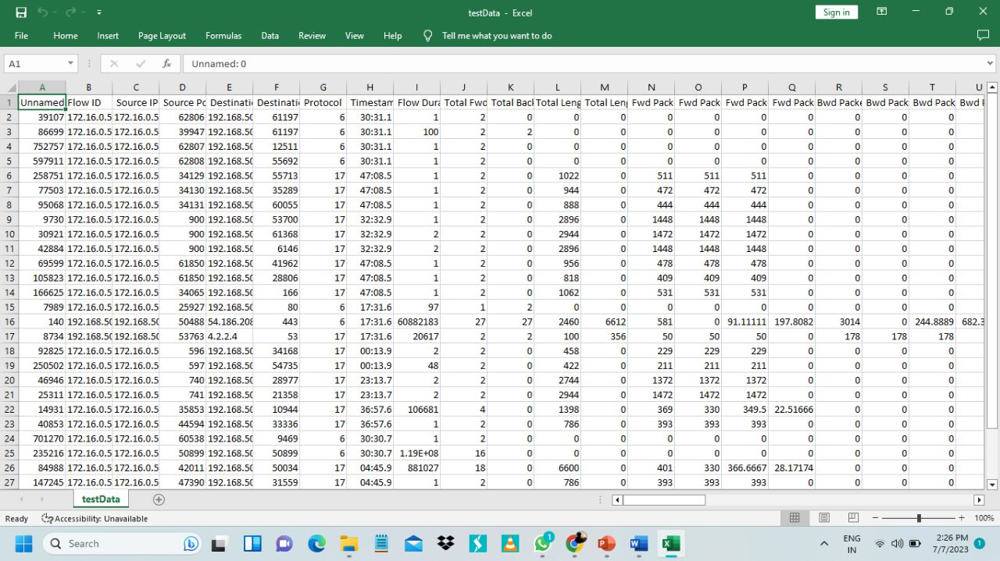 testData - Excel
Sign in
File Home Insert Page Layout Formulas Data Review View Help Tell me what you want to do
A1 fx Unnamed: 0
A B C D E F G H I J K L M N O P Q R S T U
1 Unnamed Flow ID Source IP Source Po Destinati Destinati Protocol Timestam Flow Dura Total Fwd Total Back Total Leng Total Leng Fwd Pack Fwd Pack Fwd Pack Fwd Pack Bwd Packe Bwd Pack Bwd Pack Bwd P
2 39107 172.16.0.5 172.16.0.5 62806 192.168.50 61197 6 30:31.1 1 2 0 0 0 0 0 0 0 0 0 0
3 86699 172.16.0.5 172.16.0.5 39947 192.168.50 61197 6 30:31.1 100 2 2 0 0 0 0 0 0 0 0 0
4 752757 172.16.0.5 172.16.0.5 62807 192.168.50 12511 6 30:31.1 1 2 0 0 0 0 0 0 0 0 0 0
5 597911 172.16.0.5 172.16.0.5 62808 192.168.50 55692 6 30:31.1 1 2 0 0 0 0 0 0 0 0 0 0
6 258751 172.16.0.5 172.16.0.5 34129 192.168.50 55713 17 47:08.5 1 2 0 1022 0 511 511 511 0 0 0 0
7 77503 172.16.0.5 172.16.0.5 34130 192.168.50 35289 17 47:08.5 1 2 0 944 0 472 472 472 0 0 0 0
8 95068 172.16.0.5 172.16.0.5 34131 192.168.50 60055 17 47:08.5 1 2 0 888 0 444 444 444 0 0 0 0
9 9730 172.16.0.5 172.16.0.5 900 192.168.50 53700 17 32:32.9 1 2 0 2896 0 1448 1448 1448 0 0 0 0
10 30921 172.16.0.5 172.16.0.5 900 192.168.50 61368 17 32:32.9 2 2 0 2944 0 1472 1472 1472 0 0 0 0
11 42884 172.16.0.5 172.16.0.5 900 192.168.50 6146 17 32:32.9 2 2 0 2896 0 1448 1448 1448 0 0 0 0
12 69599 172.16.0.5 172.16.0.5 61850 192.168.50 41962 17 47:08.5 1 2 0 956 0 478 478 478 0 0 0 0
13 105823 172.16.0.5 172.16.0.5 61850 192.168.50 28806 17 47:08.5 1 2 0 818 0 409 409 409 0 0 0 0
14 166625 172.16.0.5 172.16.0.5 34065 192.168.50 166 17 47:08.5 1 2 0 1062 0 531 531 531 0 0 0 0
15 7989 172.16.0.5 172.16.0.5 25927 192.168.50 80 6 17:31.6 97 1 2 0 0 0 0 0 0 0 0 0
16 140 192.168.50 192.168.50 50488 54.186.208 443 6 17:31.6 60882183 27 27 2460 6612 581 0 91.11111 197.8082 3014 0 244.8889 682.3
17 8734 192.168.50 192.168.50 53763 4.2.2.4 53 17 17:31.6 20617 2 2 100 356 50 50 50 0 178 178 178
18 92825 172.16.0.5 172.16.0.5 596 192.168.50 34168 17 00:13.9 2 2 0 458 0 229 229 229 0 0 0 0
19 250502 172.16.0.5 172.16.0.5 597 192.168.50 54735 17 00:13.9 48 2 0 422 0 211 211 211 0 0 0 0
20 46946 172.16.0.5 172.16.0.5 740 192.168.50 28977 17 23:13.7 2 2 0 2744 0 1372 1372 1372 0 0 0 0
21 25311 172.16.0.5 172.16.0.5 741 192.168.50 21358 17 23:13.7 2 2 0 2944 0 1472 1472 1472 0 0 0 0
22 14931 172.16.0.5 172.16.0.5 35853 192.168.50 10944 17 36:57.6 106681 4 0 1398 0 369 330 349.5 22.51666 0 0 0
23 40853 172.16.0.5 172.16.0.5 44594 192.168.50 33336 17 36:57.6 1 2 0 786 0 393 393 393 0 0 0 0
24 701270 172.16.0.5 172.16.0.5 60538 192.168.50 9469 6 30:30.7 1 2 0 0 0 0 0 0 0 0 0 0
25 235216 172.16.0.5 172.16.0.5 50899 192.168.50 50899 6 30:30.7 1.19E+08 16 0 0 0 0 0 0 0 0 0 0
26 84988 172.16.0.5 172.16.0.5 42011 192.168.50 50034 17 04:45.9 881027 18 0 6600 0 401 330 366.6667 28.17174 0 0 0
27 147245 172.16.0.5 172.16.0.5 47390 192.168.50 31559 17 04:45.9 1 2 0 786 0 393 393 393 0 0 0 0
testData
Ready Accessibility: Unavailable 100%
Search 1 ENG 2:26 PM 1
IN 7/7/2023